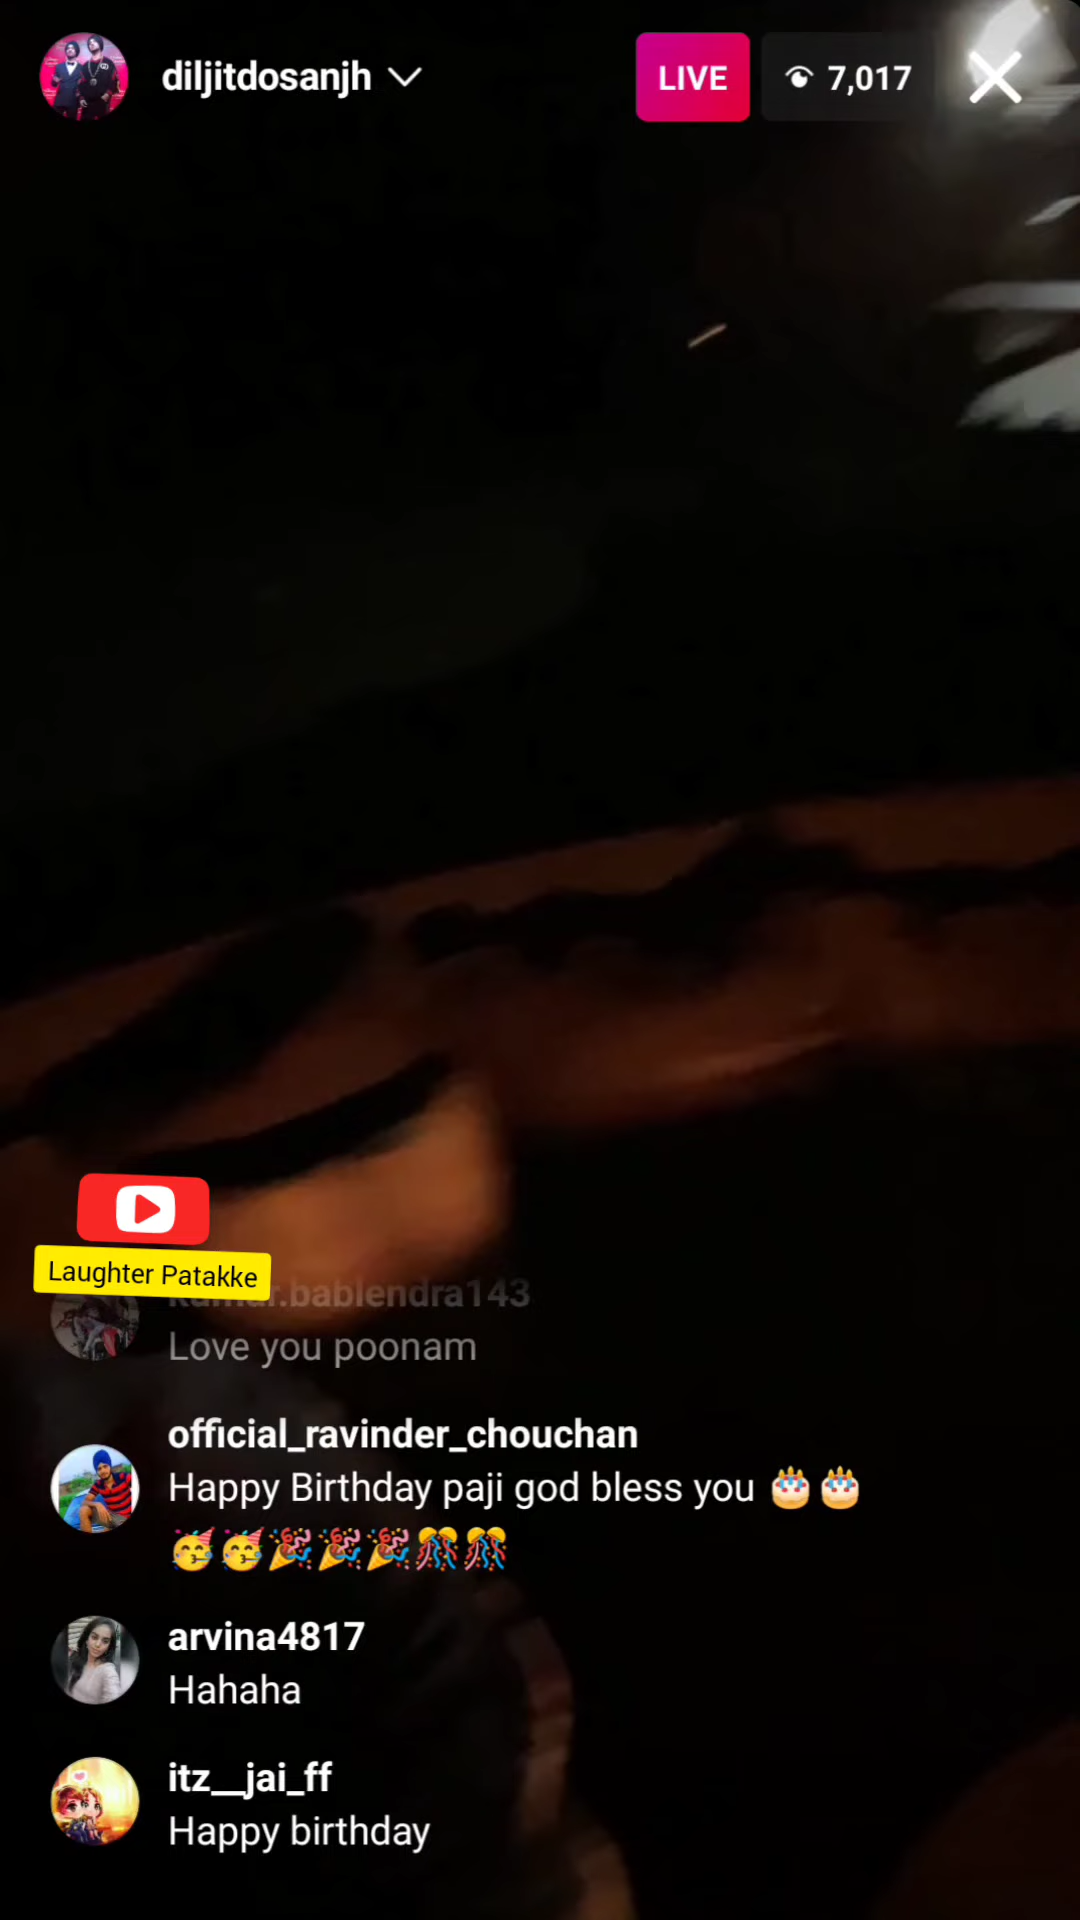 diljitdosanjh
LIVE
7,017
Laughter Patakke
kumar.bablendra143
Love you poonam
official_ravinder_chouchan
Happy Birthday paji god bless you 🎂🎂
🥳🥳🎉🎉🎉🎊🎊
arvina4817
Hahaha
itz__jai_ff
Happy birthday